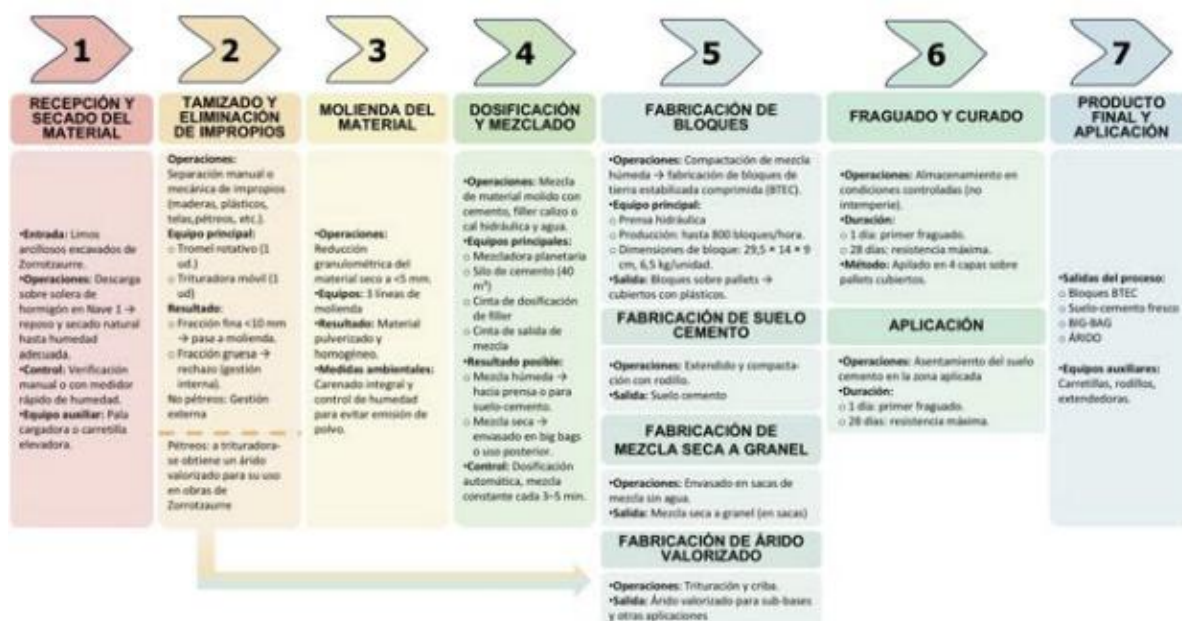 1
RECEPCIÓN Y
SECADO DEL
MATERIAL
•Entrada: Limos
arcillosos excavados de
Zorrotzaurre.
•Operaciones: Descarga
sobre solera de
hormigón en Nave 1 →
reposo y secado natural
hasta humedad
adecuada.
•Control: Verificación
manual o con medidor
rápido de humedad.
•Equipo auxiliar: Pala
cargadora o carretilla
elevadora.
2
TAMIZADO Y
ELIMINACIÓN
DE IMPROPIOS
Operaciones:
Separación manual o
mecánica de impropios
(maderas, plásticos,
telas,pétreos, etc.).
Equipo principal:
o Tromel rotativo (1
ud.)
o Trituradora móvil (1
ud)
Resultado:
o Fracción fina <10 mm
→ pasa a molienda.
o Fracción gruesa →
rechazo (gestión
interna).
No pétreos: Gestión
externa
Pétreos: a trituradora-
se obtiene un árido
valorizado para su uso
en obras de
Zorrotzaurre
3
MOLIENDA DEL
MATERIAL
•Operaciones:
Reducción
granulométrica del
material seco a <5 mm.
•Equipos: 3 líneas de
molienda
•Resultado: Material
pulverizado y
homogéneo.
•Medidas ambientales:
Carenado integral y
control de humedad
para evitar emisión de
polvo.
4
DOSIFICACIÓN
Y MEZCLADO
•Operaciones: Mezcla
de material molido con
cemento, filler calizo o
cal hidráulica y agua.
•Equipos principales:
o Mezcladora planetaria
o Silo de cemento (40
m³)
o Cinta de dosificación
de filler
o Cinta de salida de
mezcla
•Resultado posible:
o Mezcla húmeda →
hacia prensa o para
suelo-cemento.
o Mezcla seca →
envasado en big bags
o uso posterior.
•Control: Dosificación
automática, mezcla
constante cada 3–5 min.
5
FABRICACIÓN DE
BLOQUES
•Operaciones: Compactación de mezcla
húmeda → fabricación de bloques de
tierra estabilizada comprimida (BTEC).
•Equipo principal:
o Prensa hidráulica
o Producción: hasta 800 bloques/hora.
o Dimensiones de bloque: 29,5 × 14 × 9
cm, 6,5 kg/unidad.
•Salida: Bloques sobre pallets →
cubiertos con plásticos.
FABRICACIÓN DE SUELO
CEMENTO
•Operaciones: Extendido y compacta-
ción con rodillo.
•Salida: Suelo cemento
FABRICACIÓN DE
MEZCLA SECA A GRANEL
•Operaciones: Envasado en sacas de
mezcla sin agua.
•Salida: Mezcla seca a granel (en sacas)
FABRICACIÓN DE ÁRIDO
VALORIZADO
•Operaciones: Trituración y criba.
•Salida: Árido valorizado para sub-bases
y otras aplicaciones
6
FRAGUADO Y CURADO
•Operaciones: Almacenamiento en
condiciones controladas (no
intemperie).
•Duración:
o 1 día: primer fraguado.
o 28 días: resistencia máxima.
•Método: Apilado en 4 capas sobre
pallets cubiertos.
APLICACIÓN
•Operaciones: Asentamiento del suelo
cemento en la zona aplicada
•Duración:
o 1 día: primer fraguado.
o 28 días: resistencia máxima.
7
PRODUCTO
FINAL Y
APLICACIÓN
•Salidas del proceso:
o Bloques BTEC
o Suelo-cemento fresco
o BIG-BAG
o ÁRIDO
•Equipos auxiliares:
Carretillas, rodillos,
extendedoras.